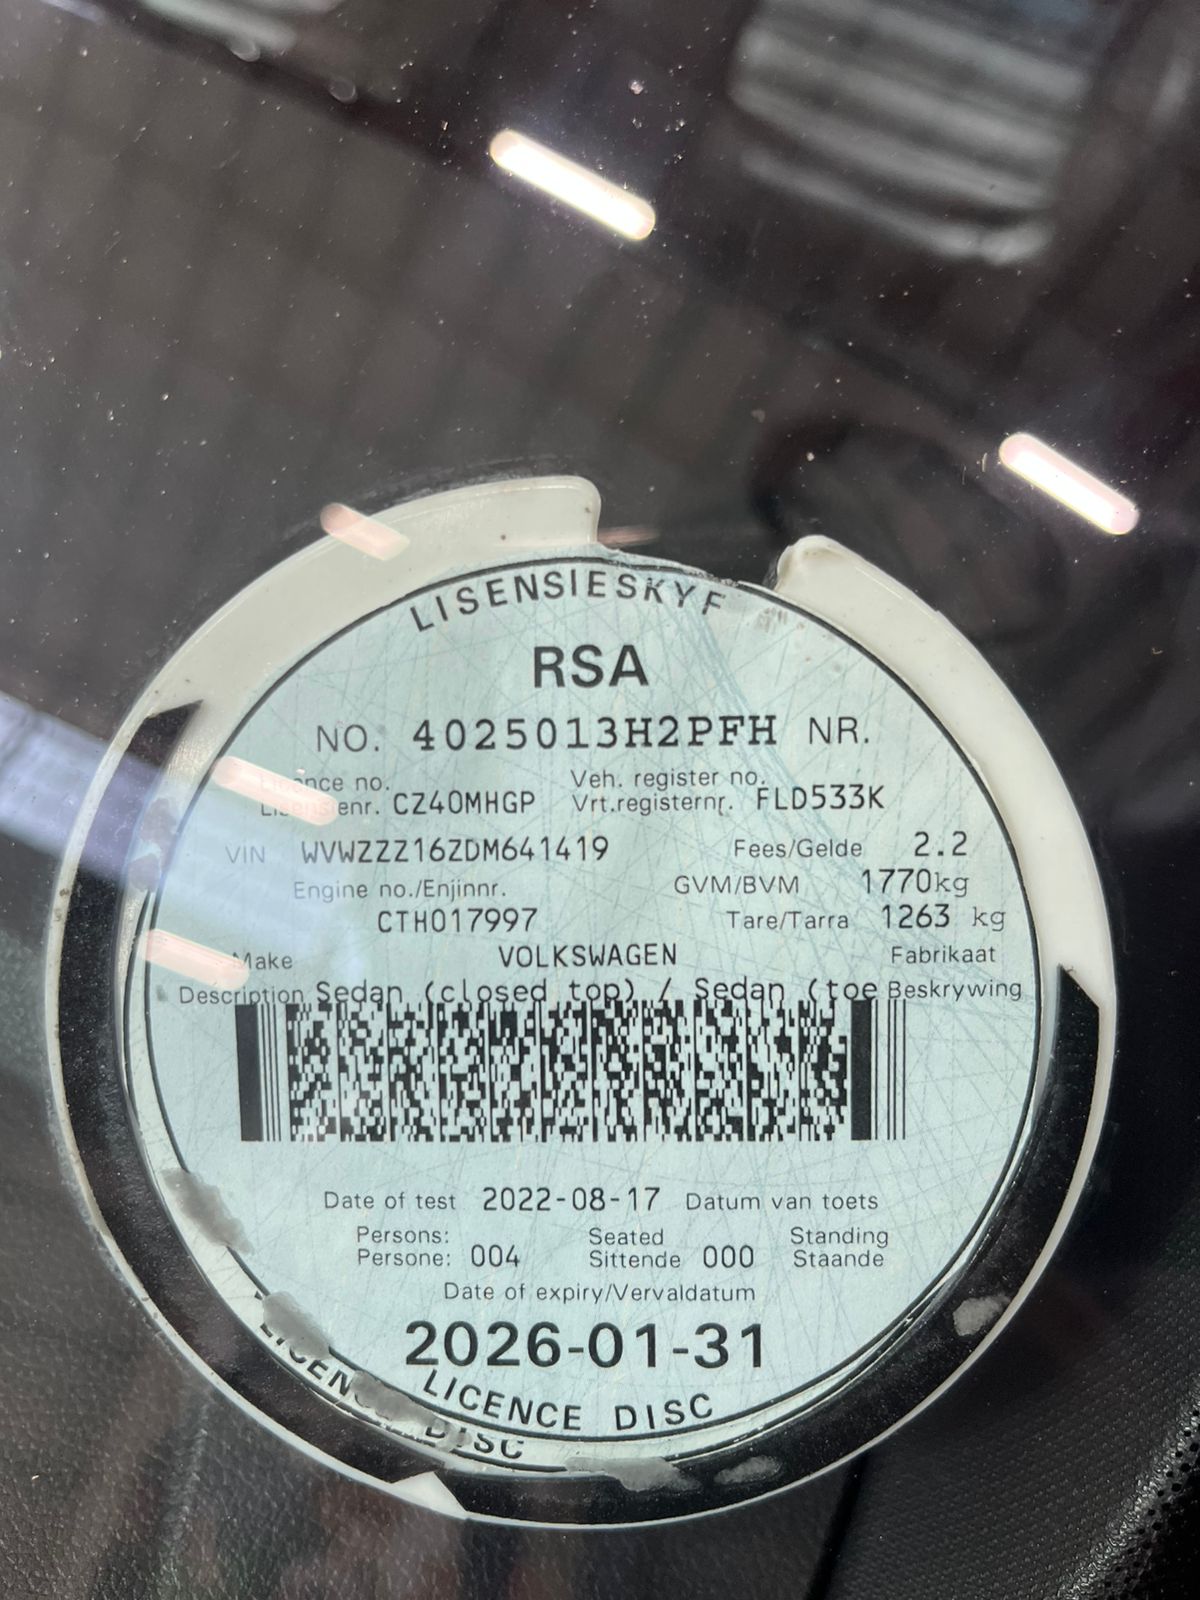 LISENSIESKYF
RSA
NO. 4025013H2PFH NR.
Licence no. Veh. register no.
Lisensienr. CZ40MHGP Vrt.registernr. FLD533K
VIN WVWZZZ16ZDM641419 Fees/Gelde 2.2
Engine no./Enjinnr. GVM/BVM 1770kg
CTH017997 Tare/Tarra 1263 kg
Make VOLKSWAGEN Fabrikaat
Description Sedan (closed top) / Sedan (toe Beskrywing
Date of test 2022-08-17 Datum van toets
Persons: Seated Standing
Persone: 004 Sittende 000 Staande
Date of expiry/Vervaldatum
2026-01-31
LICENCE DISC
LICENC DISC